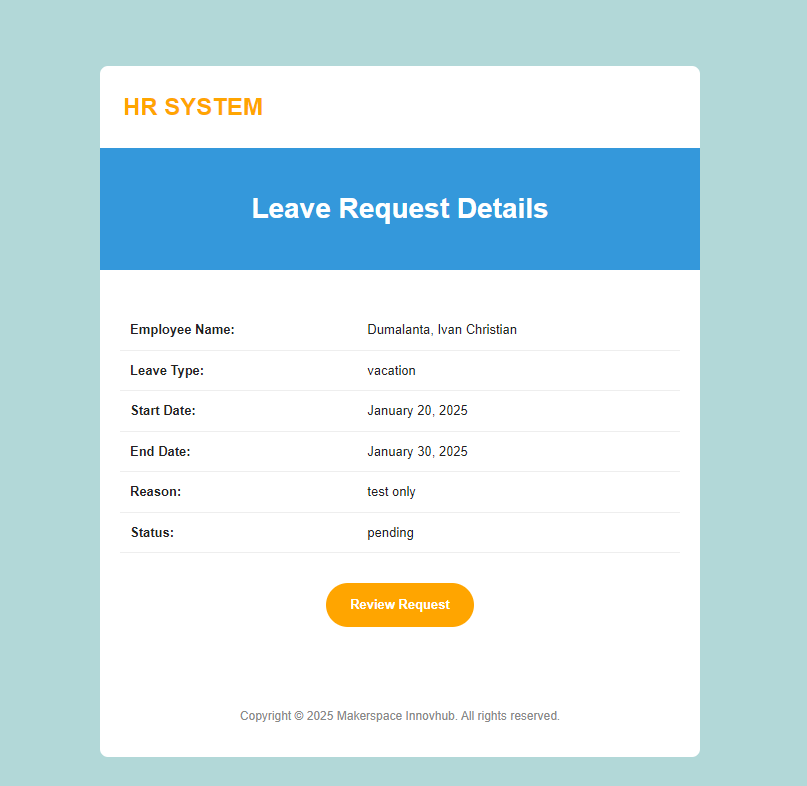 HR SYSTEM
Leave Request Details
Employee Name: Dumalanta, Ivan Christian
Leave Type: vacation
Start Date: January 20, 2025
End Date: January 30, 2025
Reason: test only
Status: pending
Review Request
Copyright © 2025 Makerspace Innovhub. All rights reserved.